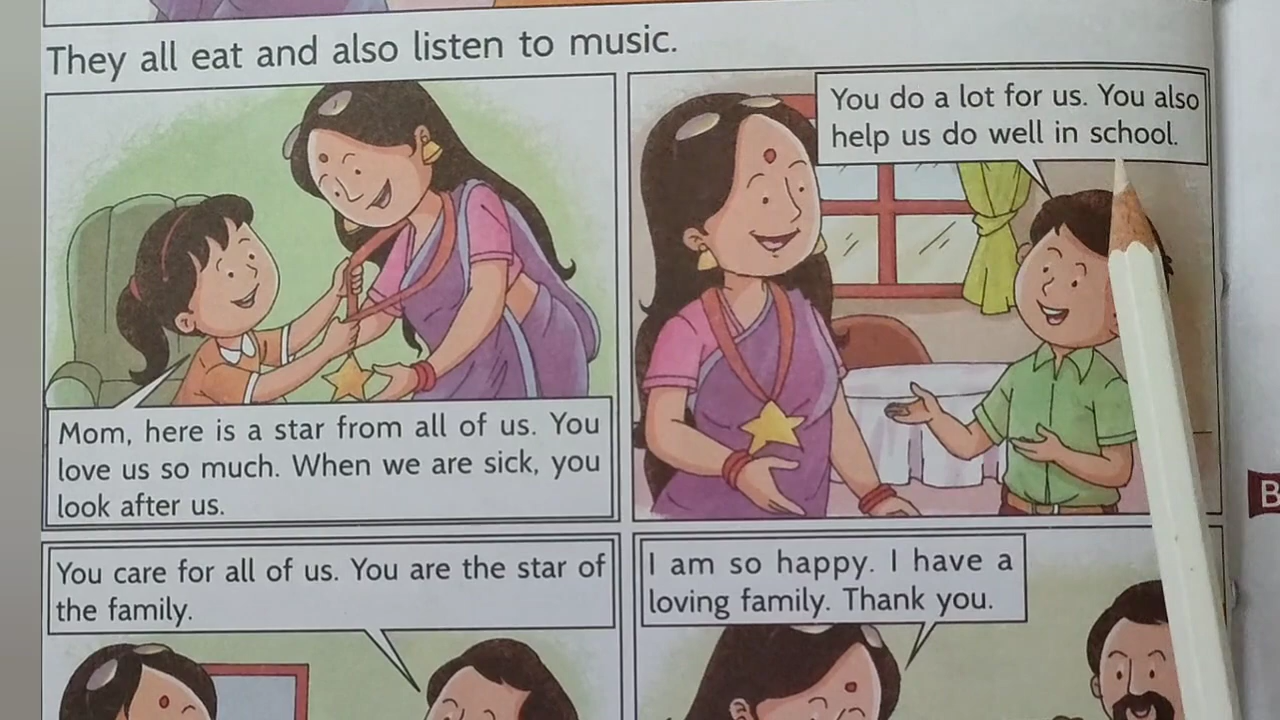 They all eat and also listen to music.
Mom, here is a star from all of us. You
love us so much. When we are sick, you
look after us.
You do a lot for us. You also
help us do well in school.
You care for all of us. You are the star of
the family.
I am so happy. I have a
loving family. Thank you.
B